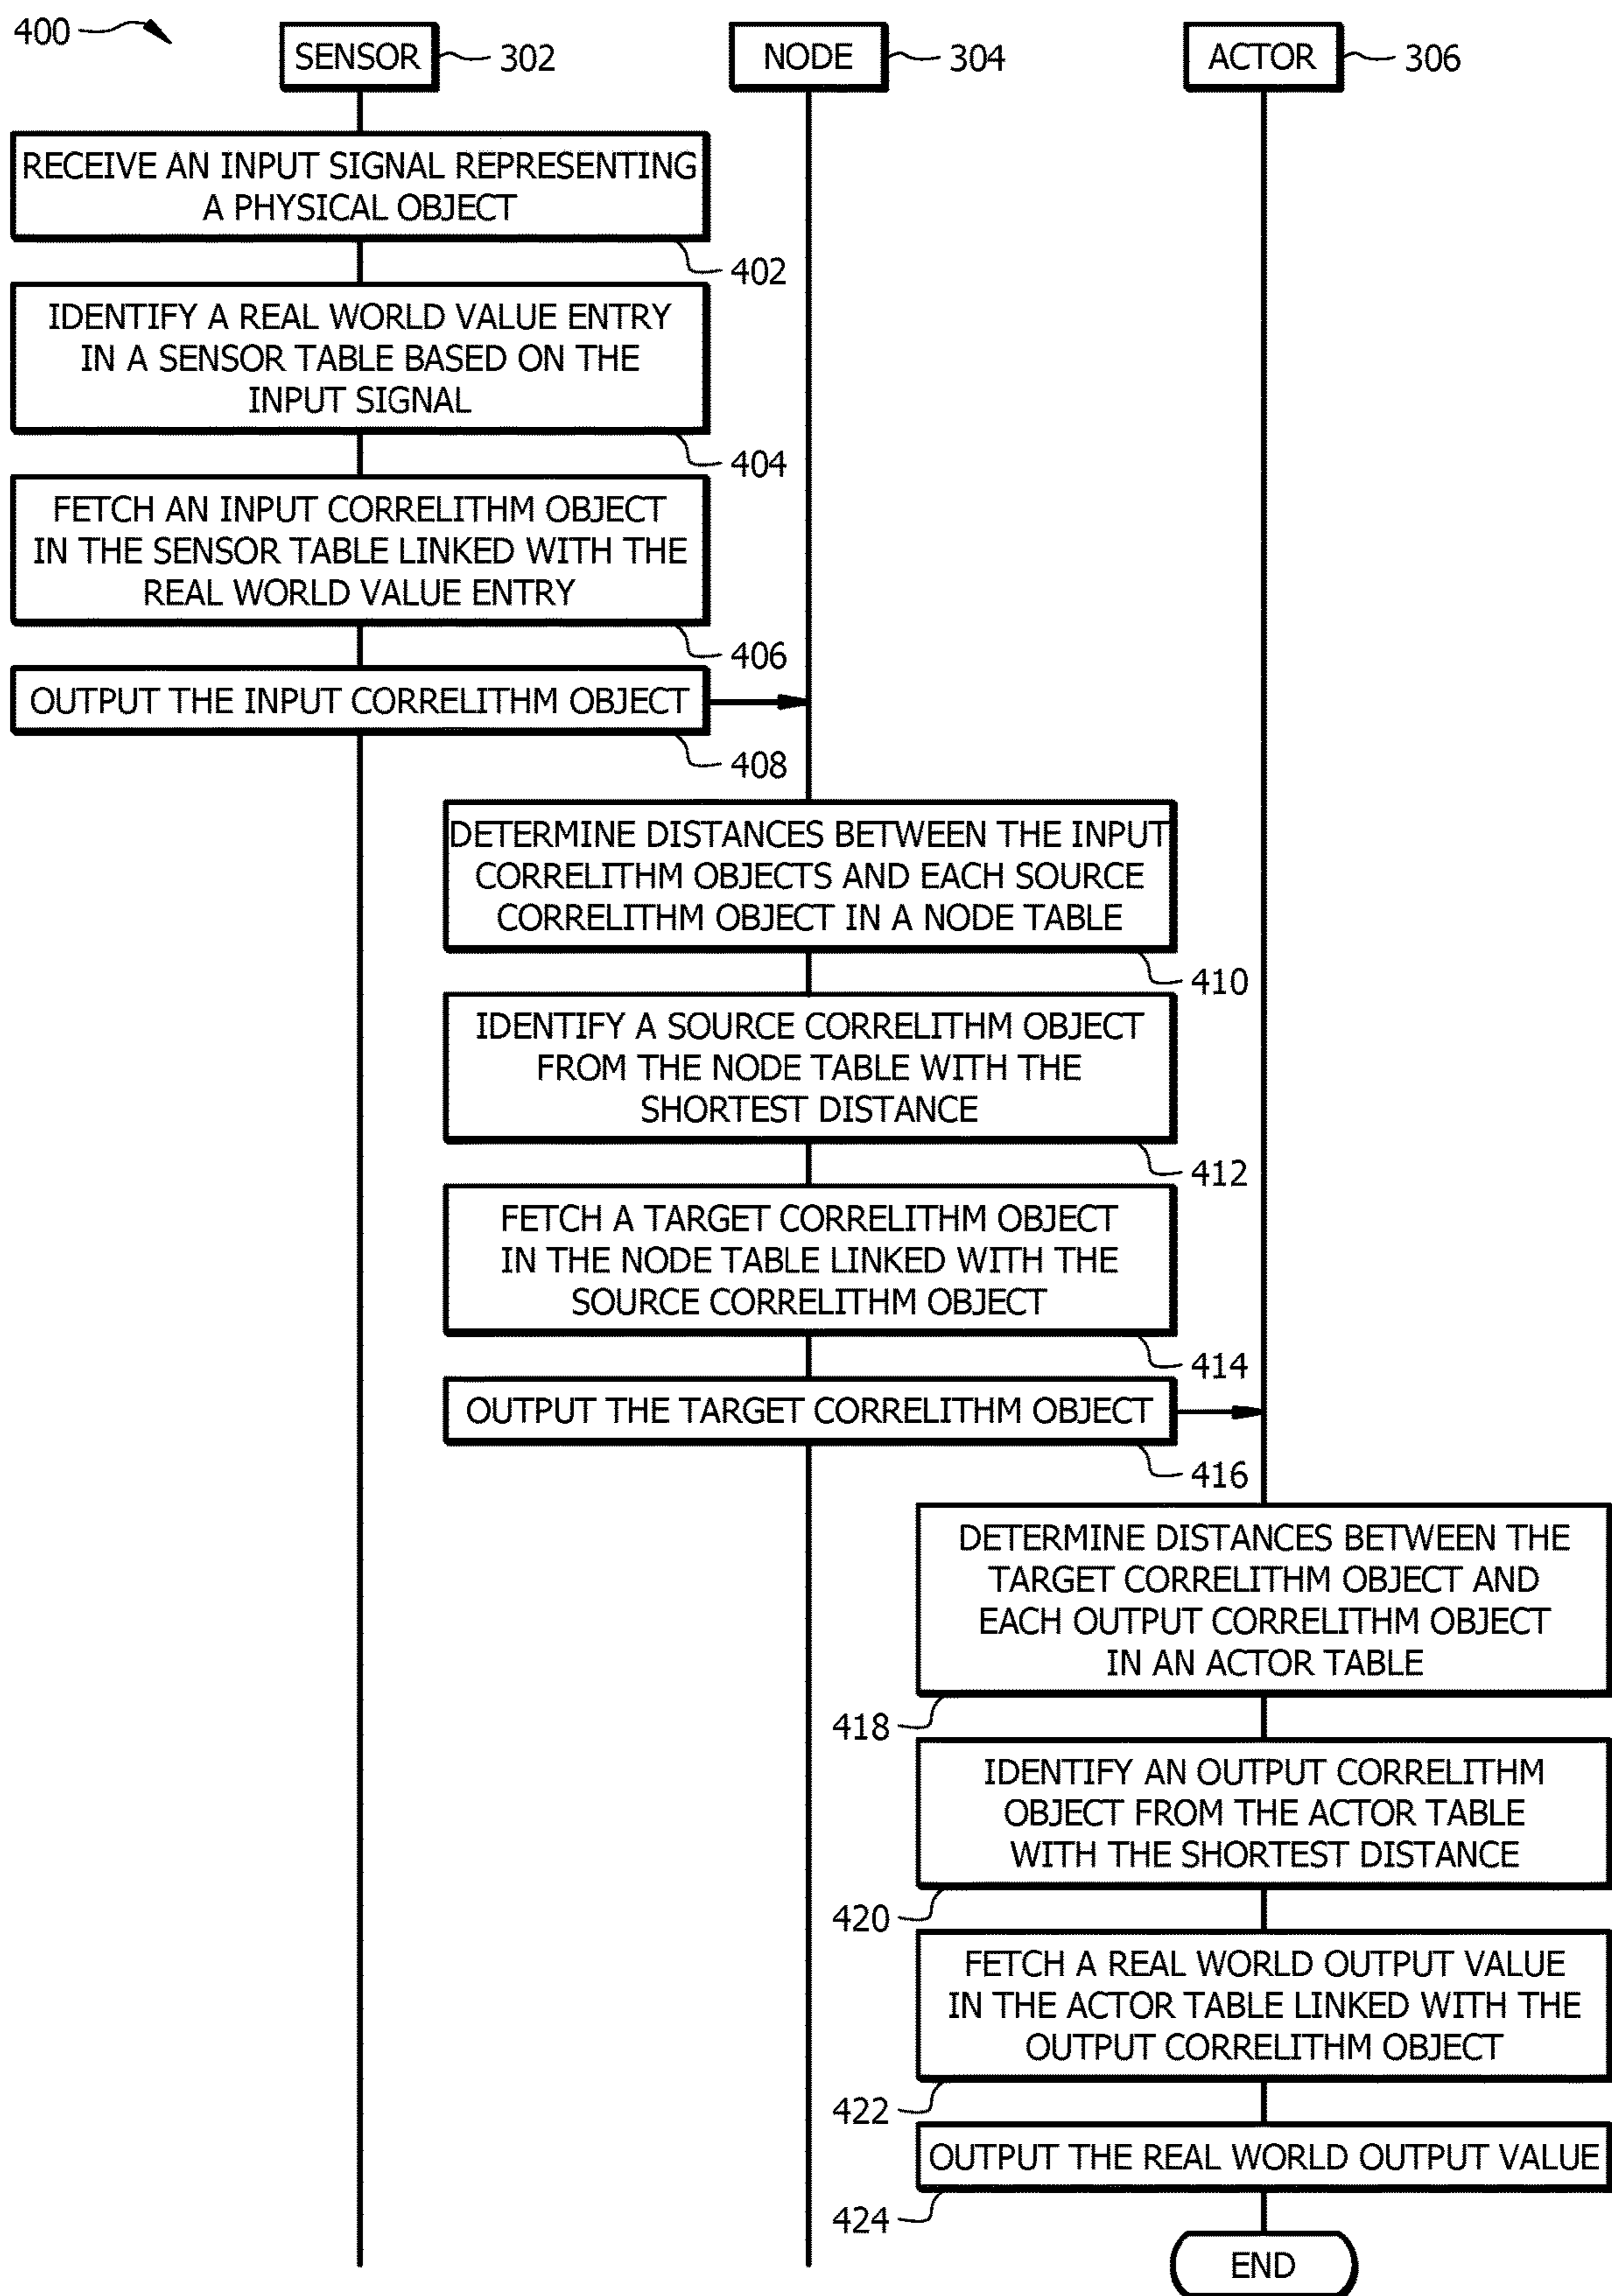 400
SENSOR 302
NODE 304
ACTOR 306
RECEIVE AN INPUT SIGNAL REPRESENTING
A PHYSICAL OBJECT
402
IDENTIFY A REAL WORLD VALUE ENTRY
IN A SENSOR TABLE BASED ON THE
INPUT SIGNAL
404
FETCH AN INPUT CORRELITHM OBJECT
IN THE SENSOR TABLE LINKED WITH THE
REAL WORLD VALUE ENTRY
406
OUTPUT THE INPUT CORRELITHM OBJECT
408
DETERMINE DISTANCES BETWEEN THE INPUT
CORRELITHM OBJECTS AND EACH SOURCE
CORRELITHM OBJECT IN A NODE TABLE
410
IDENTIFY A SOURCE CORRELITHM OBJECT
FROM THE NODE TABLE WITH THE
SHORTEST DISTANCE
412
FETCH A TARGET CORRELITHM OBJECT
IN THE NODE TABLE LINKED WITH THE
SOURCE CORRELITHM OBJECT
414
OUTPUT THE TARGET CORRELITHM OBJECT
416
DETERMINE DISTANCES BETWEEN THE
TARGET CORRELITHM OBJECT AND
EACH OUTPUT CORRELITHM OBJECT
IN AN ACTOR TABLE
418
IDENTIFY AN OUTPUT CORRELITHM
OBJECT FROM THE ACTOR TABLE
WITH THE SHORTEST DISTANCE
420
FETCH A REAL WORLD OUTPUT VALUE
IN THE ACTOR TABLE LINKED WITH THE
OUTPUT CORRELITHM OBJECT
422
OUTPUT THE REAL WORLD OUTPUT VALUE
424
END